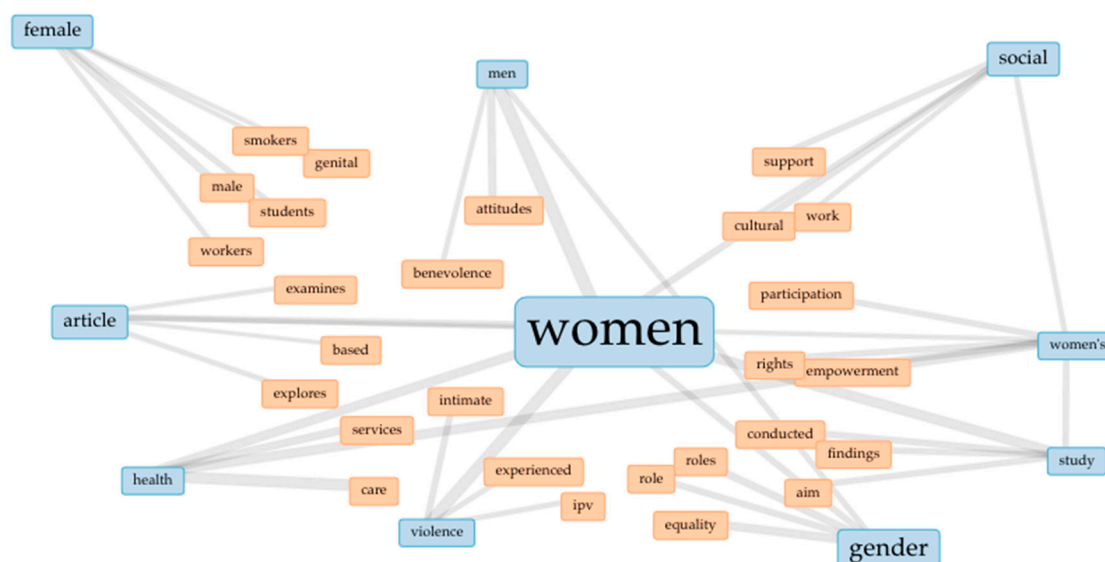 female
men
social
smokers
genital
support
male
students
attitudes
cultural
work
workers
benevolence
examines
participation
article
women
women's
based
rights
empowerment
explores
intimate
services
conducted
findings
study
health
care
experienced
roles
role
aim
ipv
violence
equality
gender